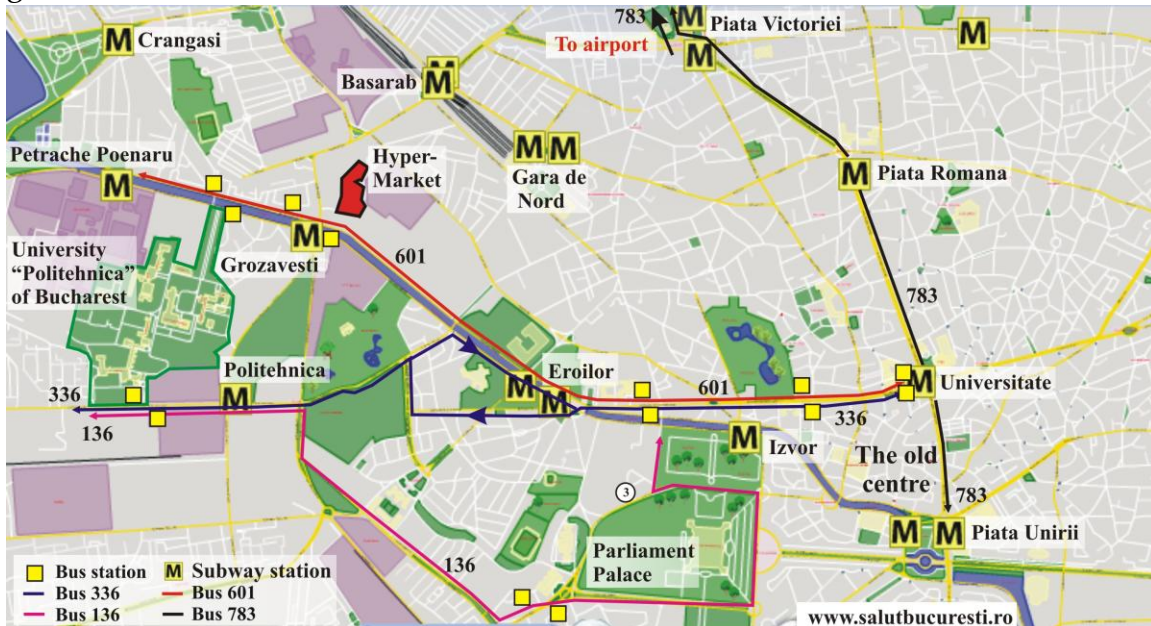 783
Piata Victoriei
To airport
M
M
M
M
Crangasi
M
M
Basarab
M
M
Gara de
Nord
Petrache Poenaru
M
Hyper-
Market
M
Piata Romana
University
"Politehnica"
of Bucharest
M
Grozavesti
601
783
Politehnica
M
Eroilor
M
M
601
M
Universitate
336
136
336
M
Izvor
The old
centre
783
3
M
M
Piata Unirii
Parliament
Palace
136
Bus station
M Subway station
Bus 336
Bus 601
Bus 136
Bus 783
www.salutbucuresti.ro